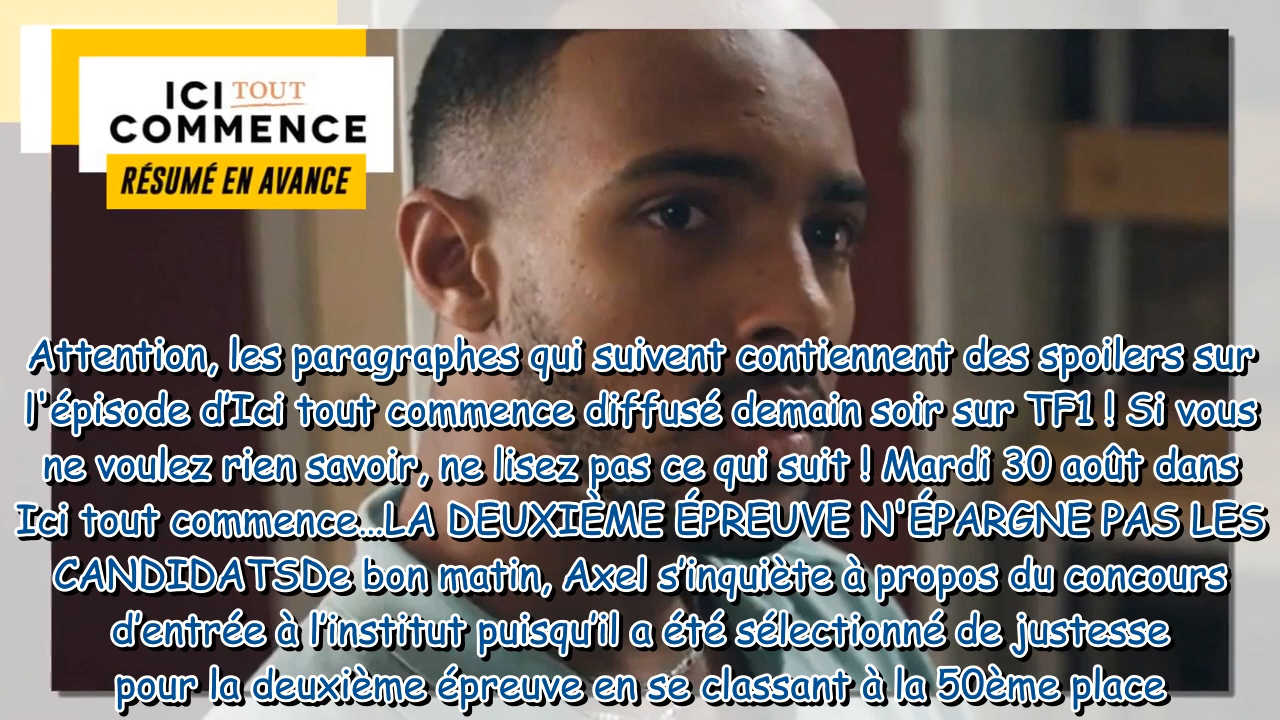 ICI TOUT
COMMENCE
RÉSUMÉ EN AVANCE
Attention, les paragraphes qui suivent contiennent des spoilers sur
l'épisode d’Ici tout commence diffusé demain soir sur TF1 ! Si vous
ne voulez rien savoir, ne lisez pas ce qui suit ! Mardi 30 août dans
Ici tout commence...LA DEUXIÈME ÉPREUVE N'ÉPARGNE PAS LES
CANDIDATSDe bon matin, Axel s’inquiète à propos du concours
d’entrée à l’institut puisqu’il a été sélectionné de justesse
pour la deuxième épreuve en se classant à la 50ème place